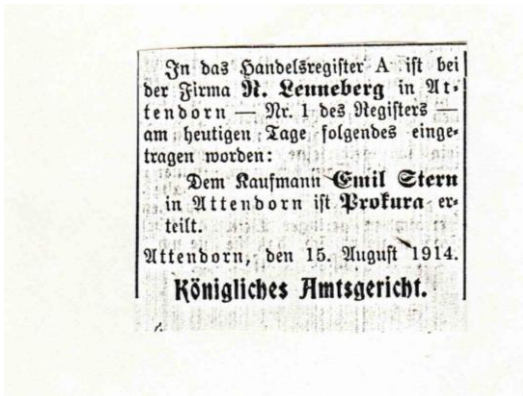 In das Handelsregister A ist bei
der Firma R. Lenneberg in At-
tendorn — Nr. 1 des Registers —
am heutigen Tage folgendes einge-
tragen worden:
Dem Kaufmann Emil Stern
in Attendorn ist Prokura er-
teilt.
Attendorn, den 15. August 1914.
Königliches Amtsgericht.